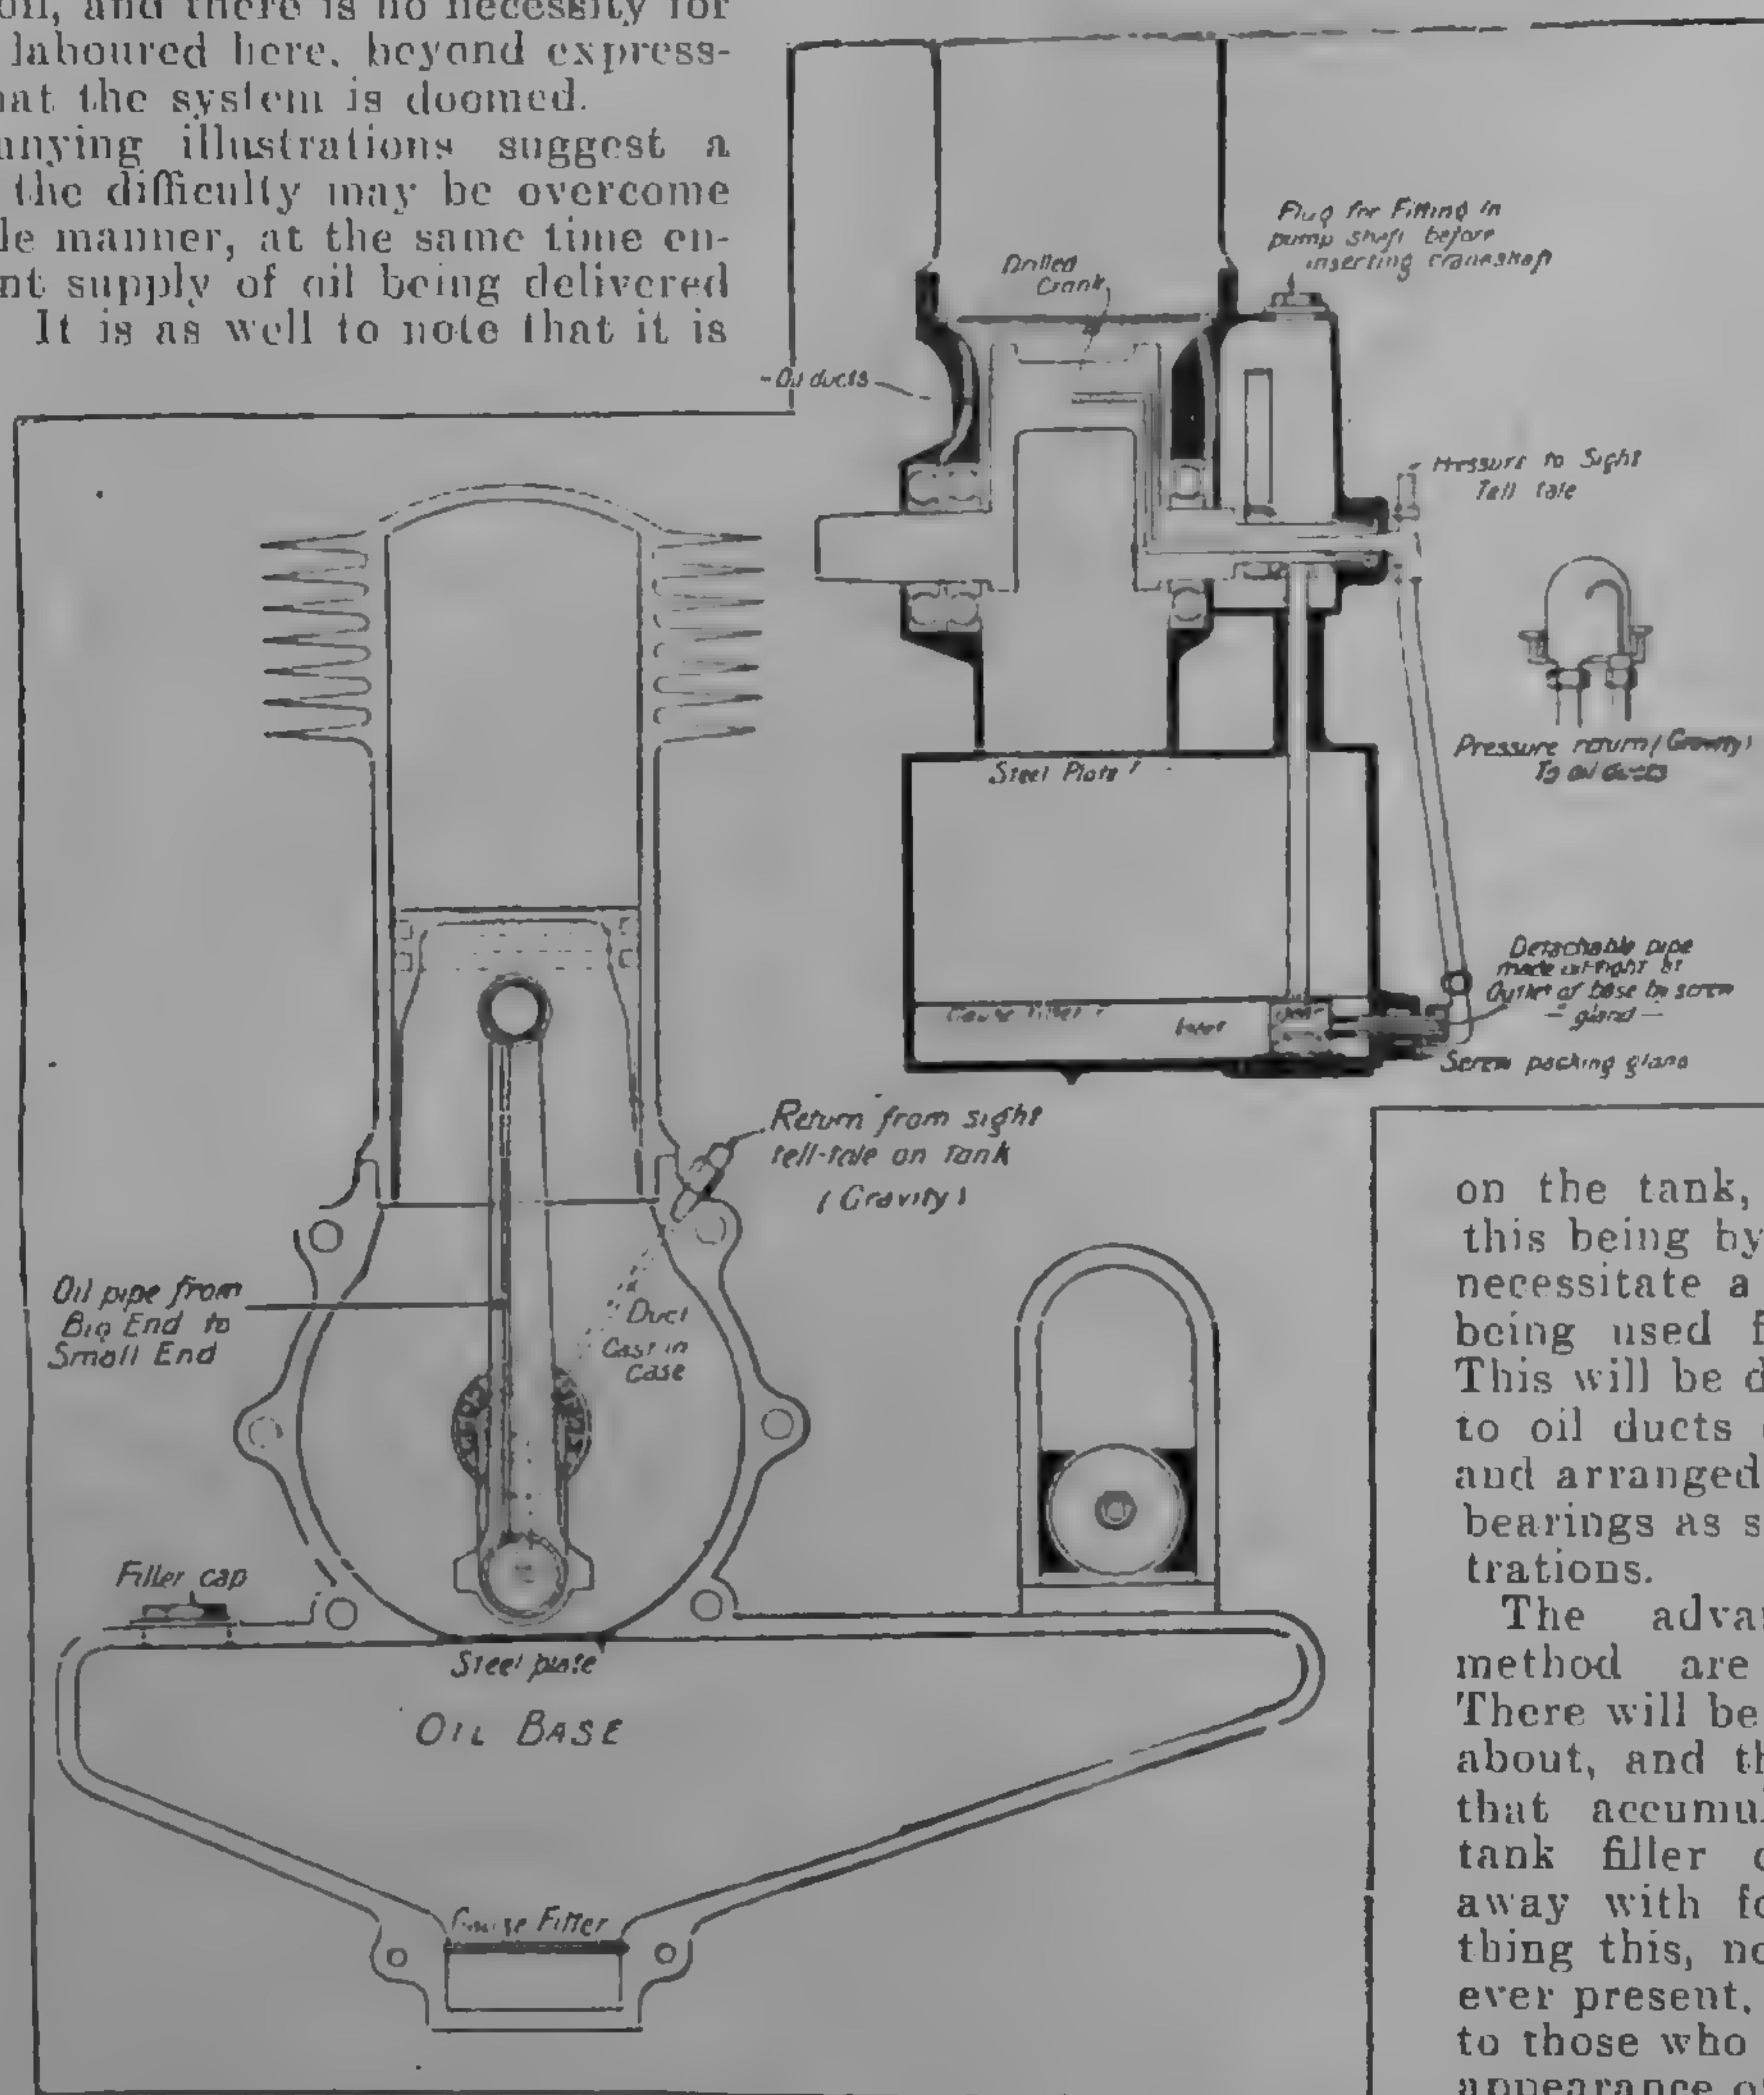 oil, and there is no necessity for
laboured here, beyond express-
hat the system is doomed.
nying illustrations suggest a
the difficulty may be overcome
le manner, at the same time en-
nt supply of oil being delivered
It is as well to note that it is
Plug for Fitting in
pump shaft before
inserting crankshaft
Drilled
Crank
- Oil ducts
Pressure to Sight
Tell tale
Pressure return (Gravity)
To oil ducts
Steel Plate
Detachable pipe
made oil-tight at
Outlet of base by screw
- gland -
Gauze Filter
Screw packing gland
Return from sight
tell-tale on Tank
(Gravity)
Oil pipe from
Big End to
Small End
Duct
Cast in
Case
Filler cap
Steel plate
OIL BASE
Gauze Filter
on the tank,
this being by
necessitate a
being used f
This will be d
to oil ducts
and arranged
bearings as s
trations.
The advan
method are
There will be
about, and th
that accumul
tank filler c
away with fo
thing this, no
ever present,
to those who
appearance o